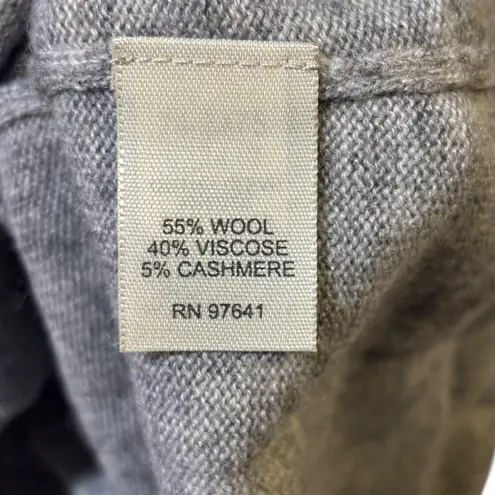 55% WOOL
40% VISCOSE
5% CASHMERE
RN 97641